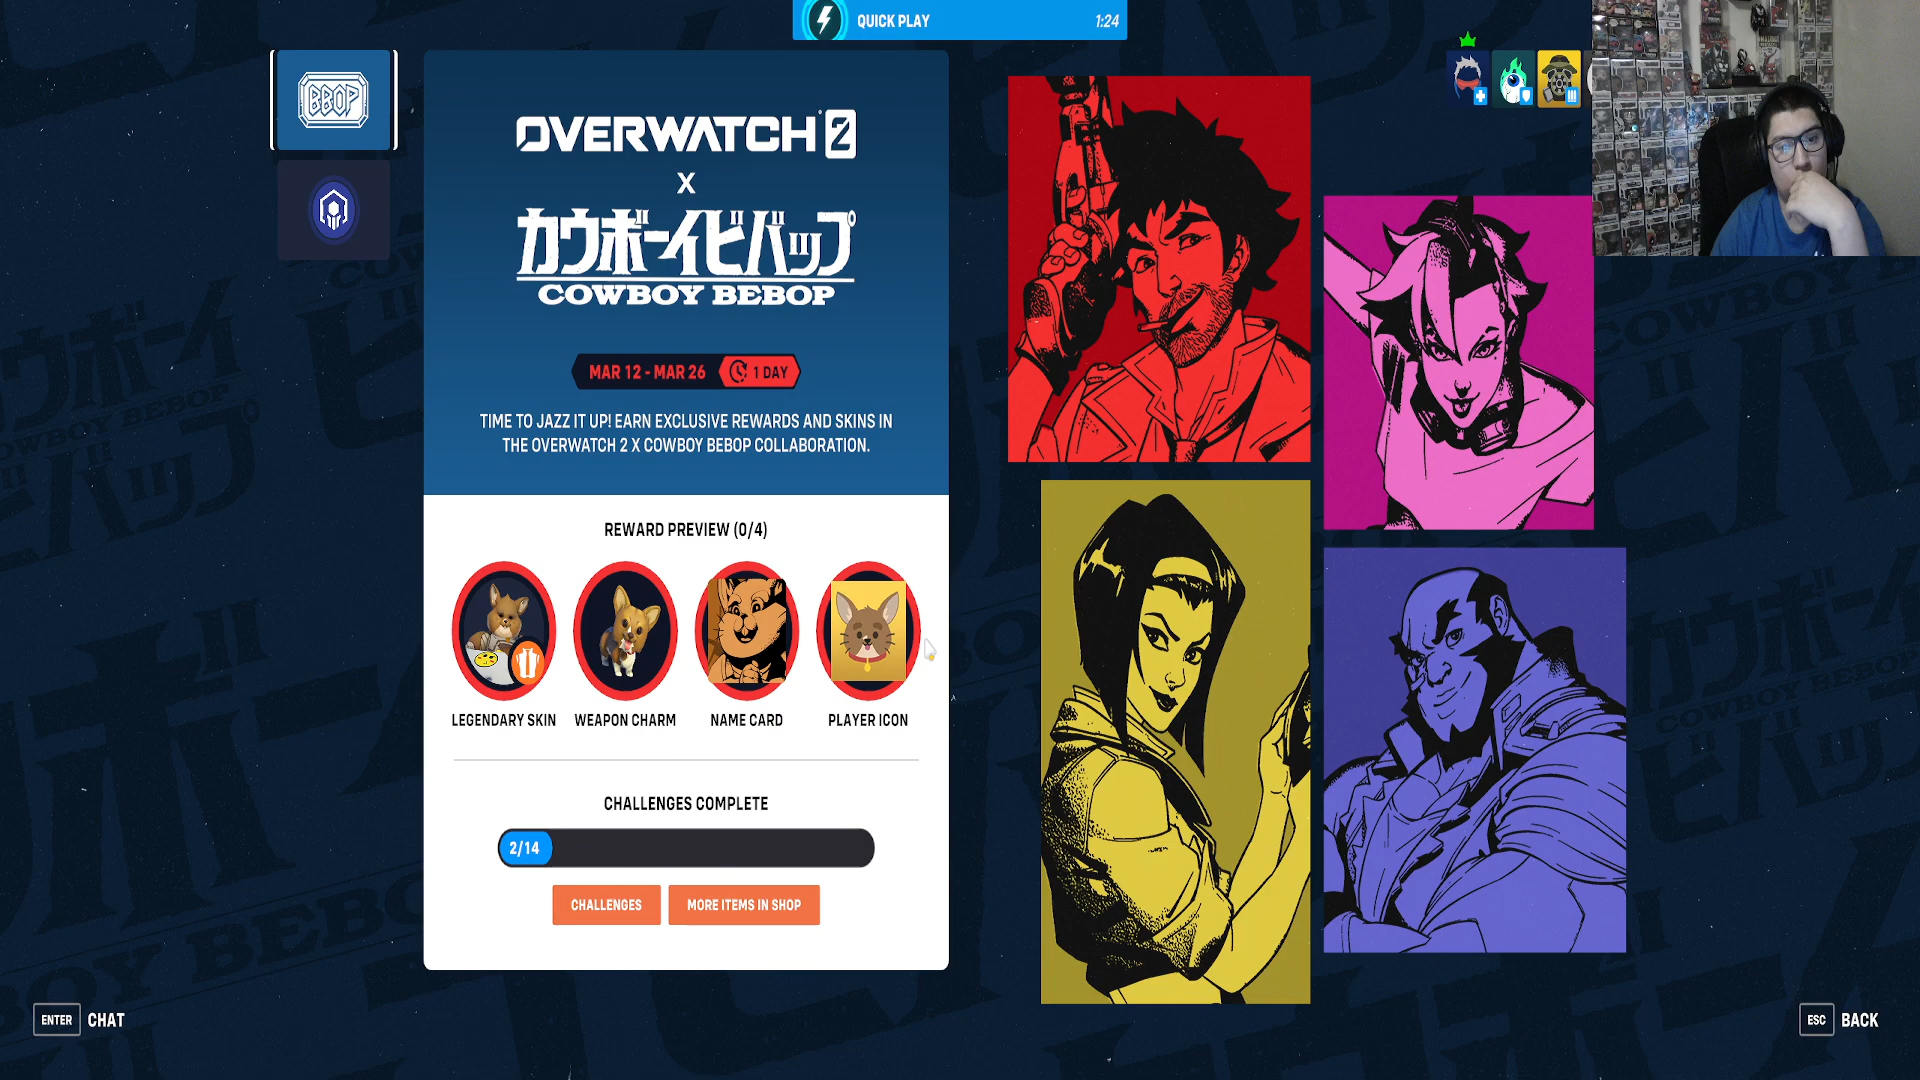 QUICK PLAY
1:24
BBOP
OVERWATCH 2
X
カウボーイビバップ
COWBOY BEBOP
MAR 12 - MAR 26
1 DAY
TIME TO JAZZ IT UP! EARN EXCLUSIVE REWARDS AND SKINS IN
THE OVERWATCH 2 X COWBOY BEBOP COLLABORATION.
REWARD PREVIEW (0/4)
LEGENDARY SKIN
WEAPON CHARM
NAME CARD
PLAYER ICON
CHALLENGES COMPLETE
2/14
CHALLENGES
MORE ITEMS IN SHOP
ENTER
CHAT
ESC
BACK